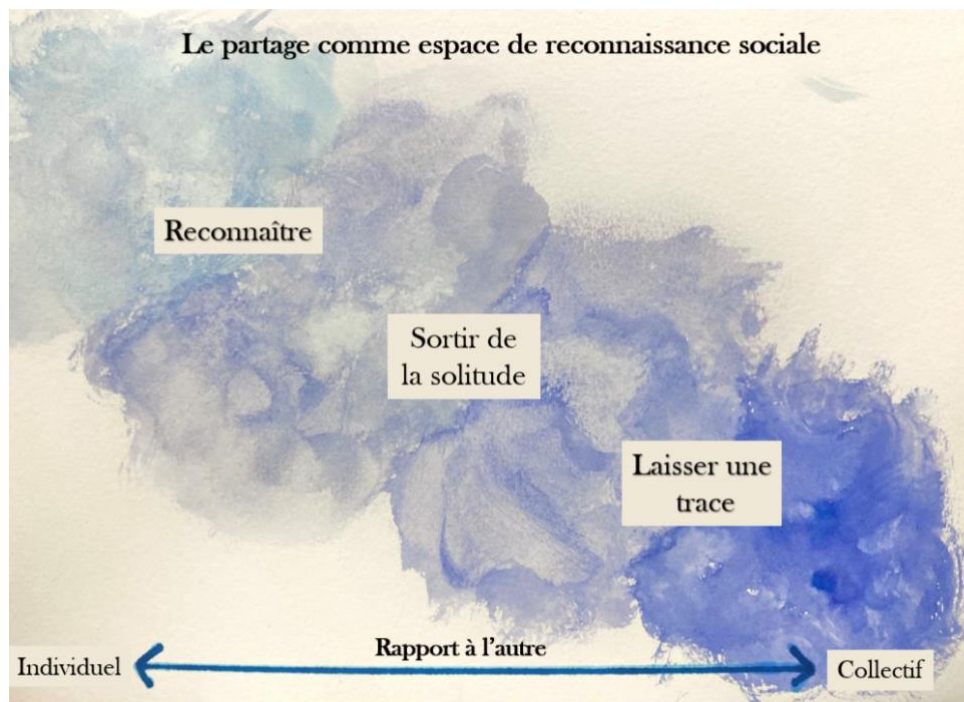 Le partage comme espace de reconnaissance sociale
Reconnaître
Sortir de
la solitude
Laisser une
trace
Rapport à l'autre
Individuel
Collectif